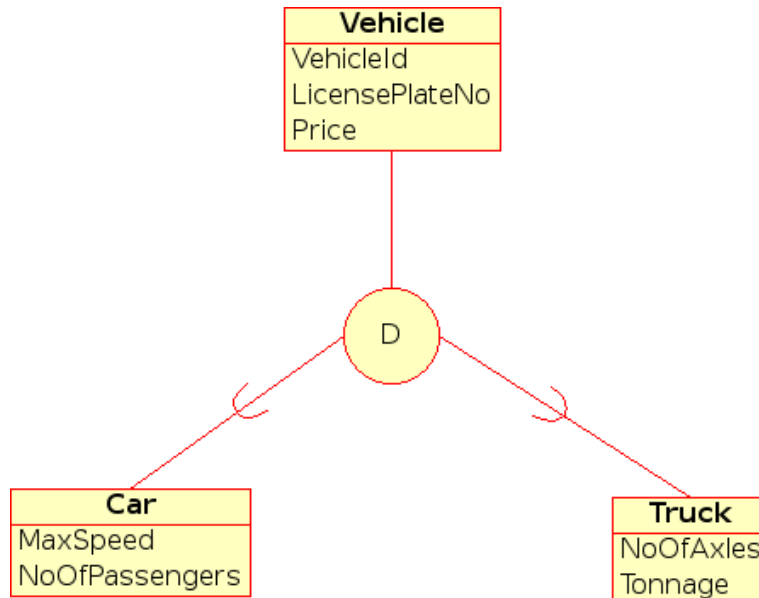 Vehicle
VehicleId
LicensePlateNo
Price
D
Car
MaxSpeed
NoOfPassengers
Truck
NoOfAxles
Tonnage